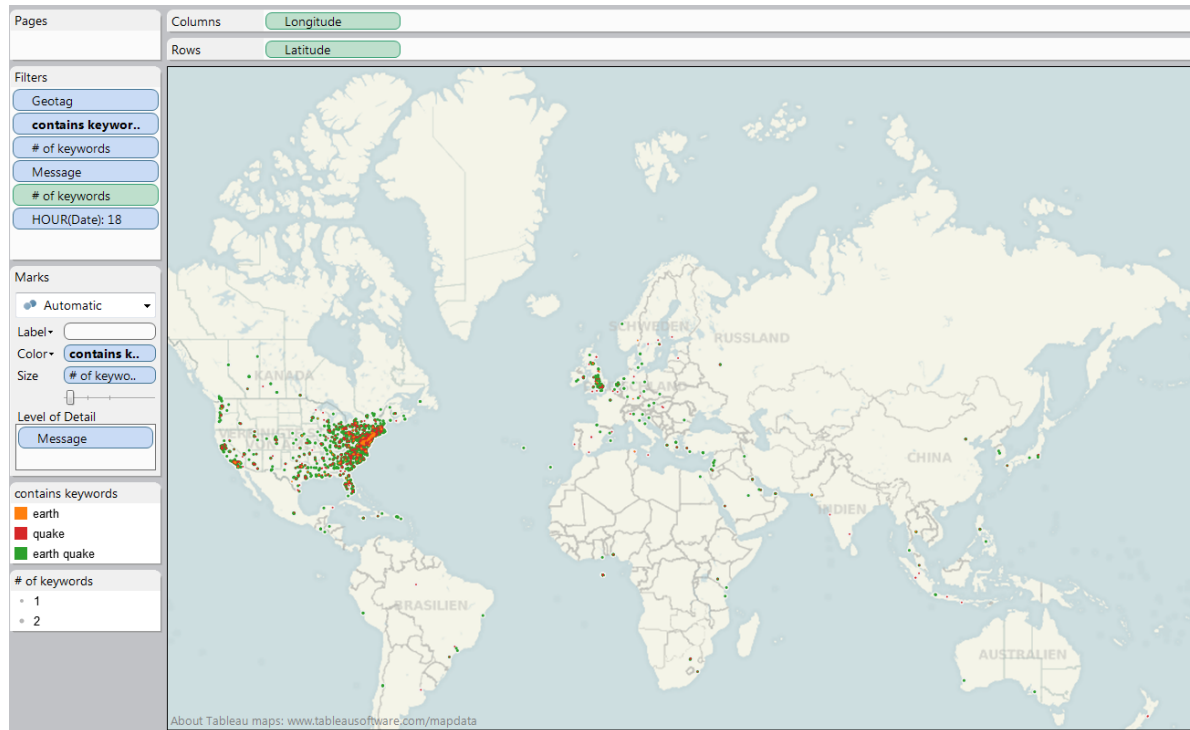 Pages
Columns
Longitude
Rows
Latitude
Filters
Geotag
contains keywor..
# of keywords
Message
# of keywords
HOUR(Date): 18
Marks
Automatic
Label
Color
contains k..
Size
# of keywo..
Level of Detail
Message
contains keywords
earth
quake
earth quake
# of keywords
1
2
SCHWEDEN
RUSSLAND
KANADA
CHINA
INDIEN
BRASILIEN
AUSTRALIEN
About Tableau maps: www.tableausoftware.com/mapdata